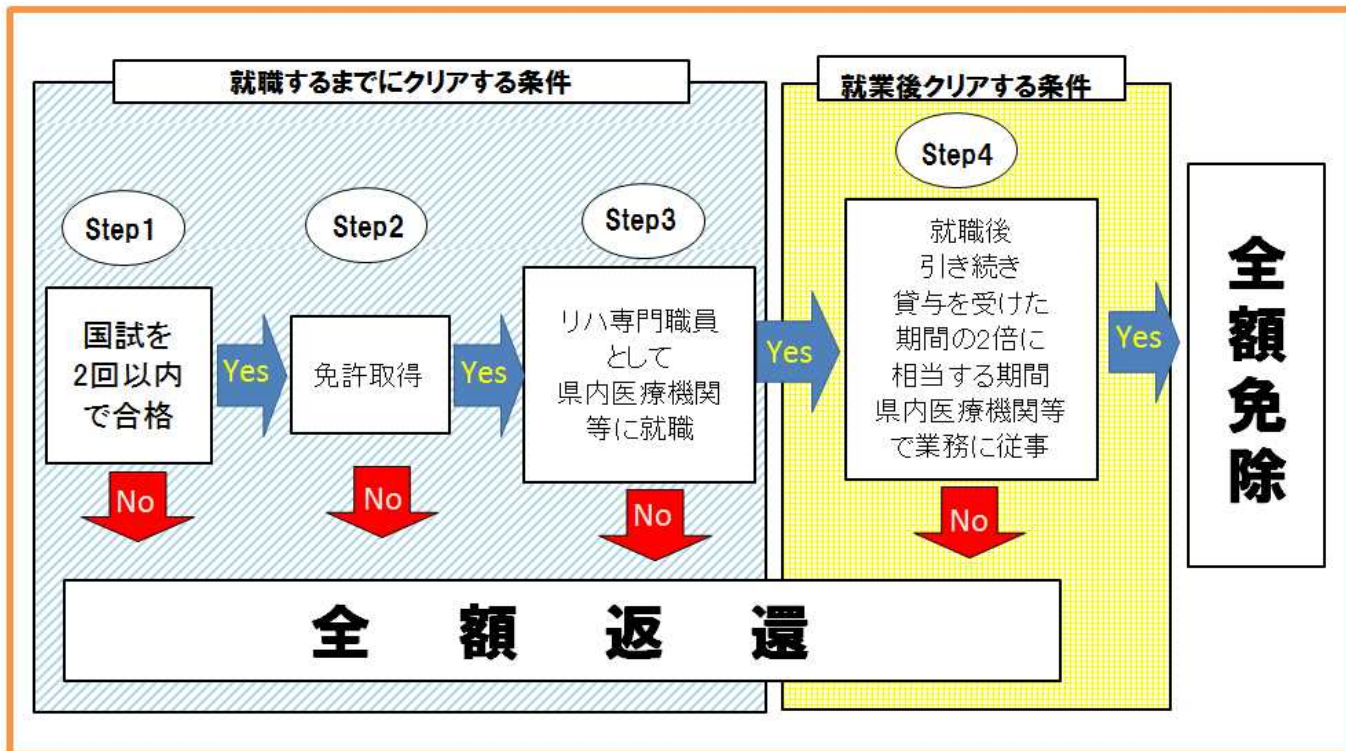 就職するまでにクリアする条件
Step1
国試を
2回以内
で合格
Yes
No
Step2
免許取得
Yes
No
Step3
リハ専門職員
として
県内医療機関
等に就職
Yes
No
就業後クリアする条件
Step4
就職後
引き続き
貸与を受けた
期間の2倍に
相当する期間
県内医療機関等
で業務に従事
Yes
No
全額免除
全額返還